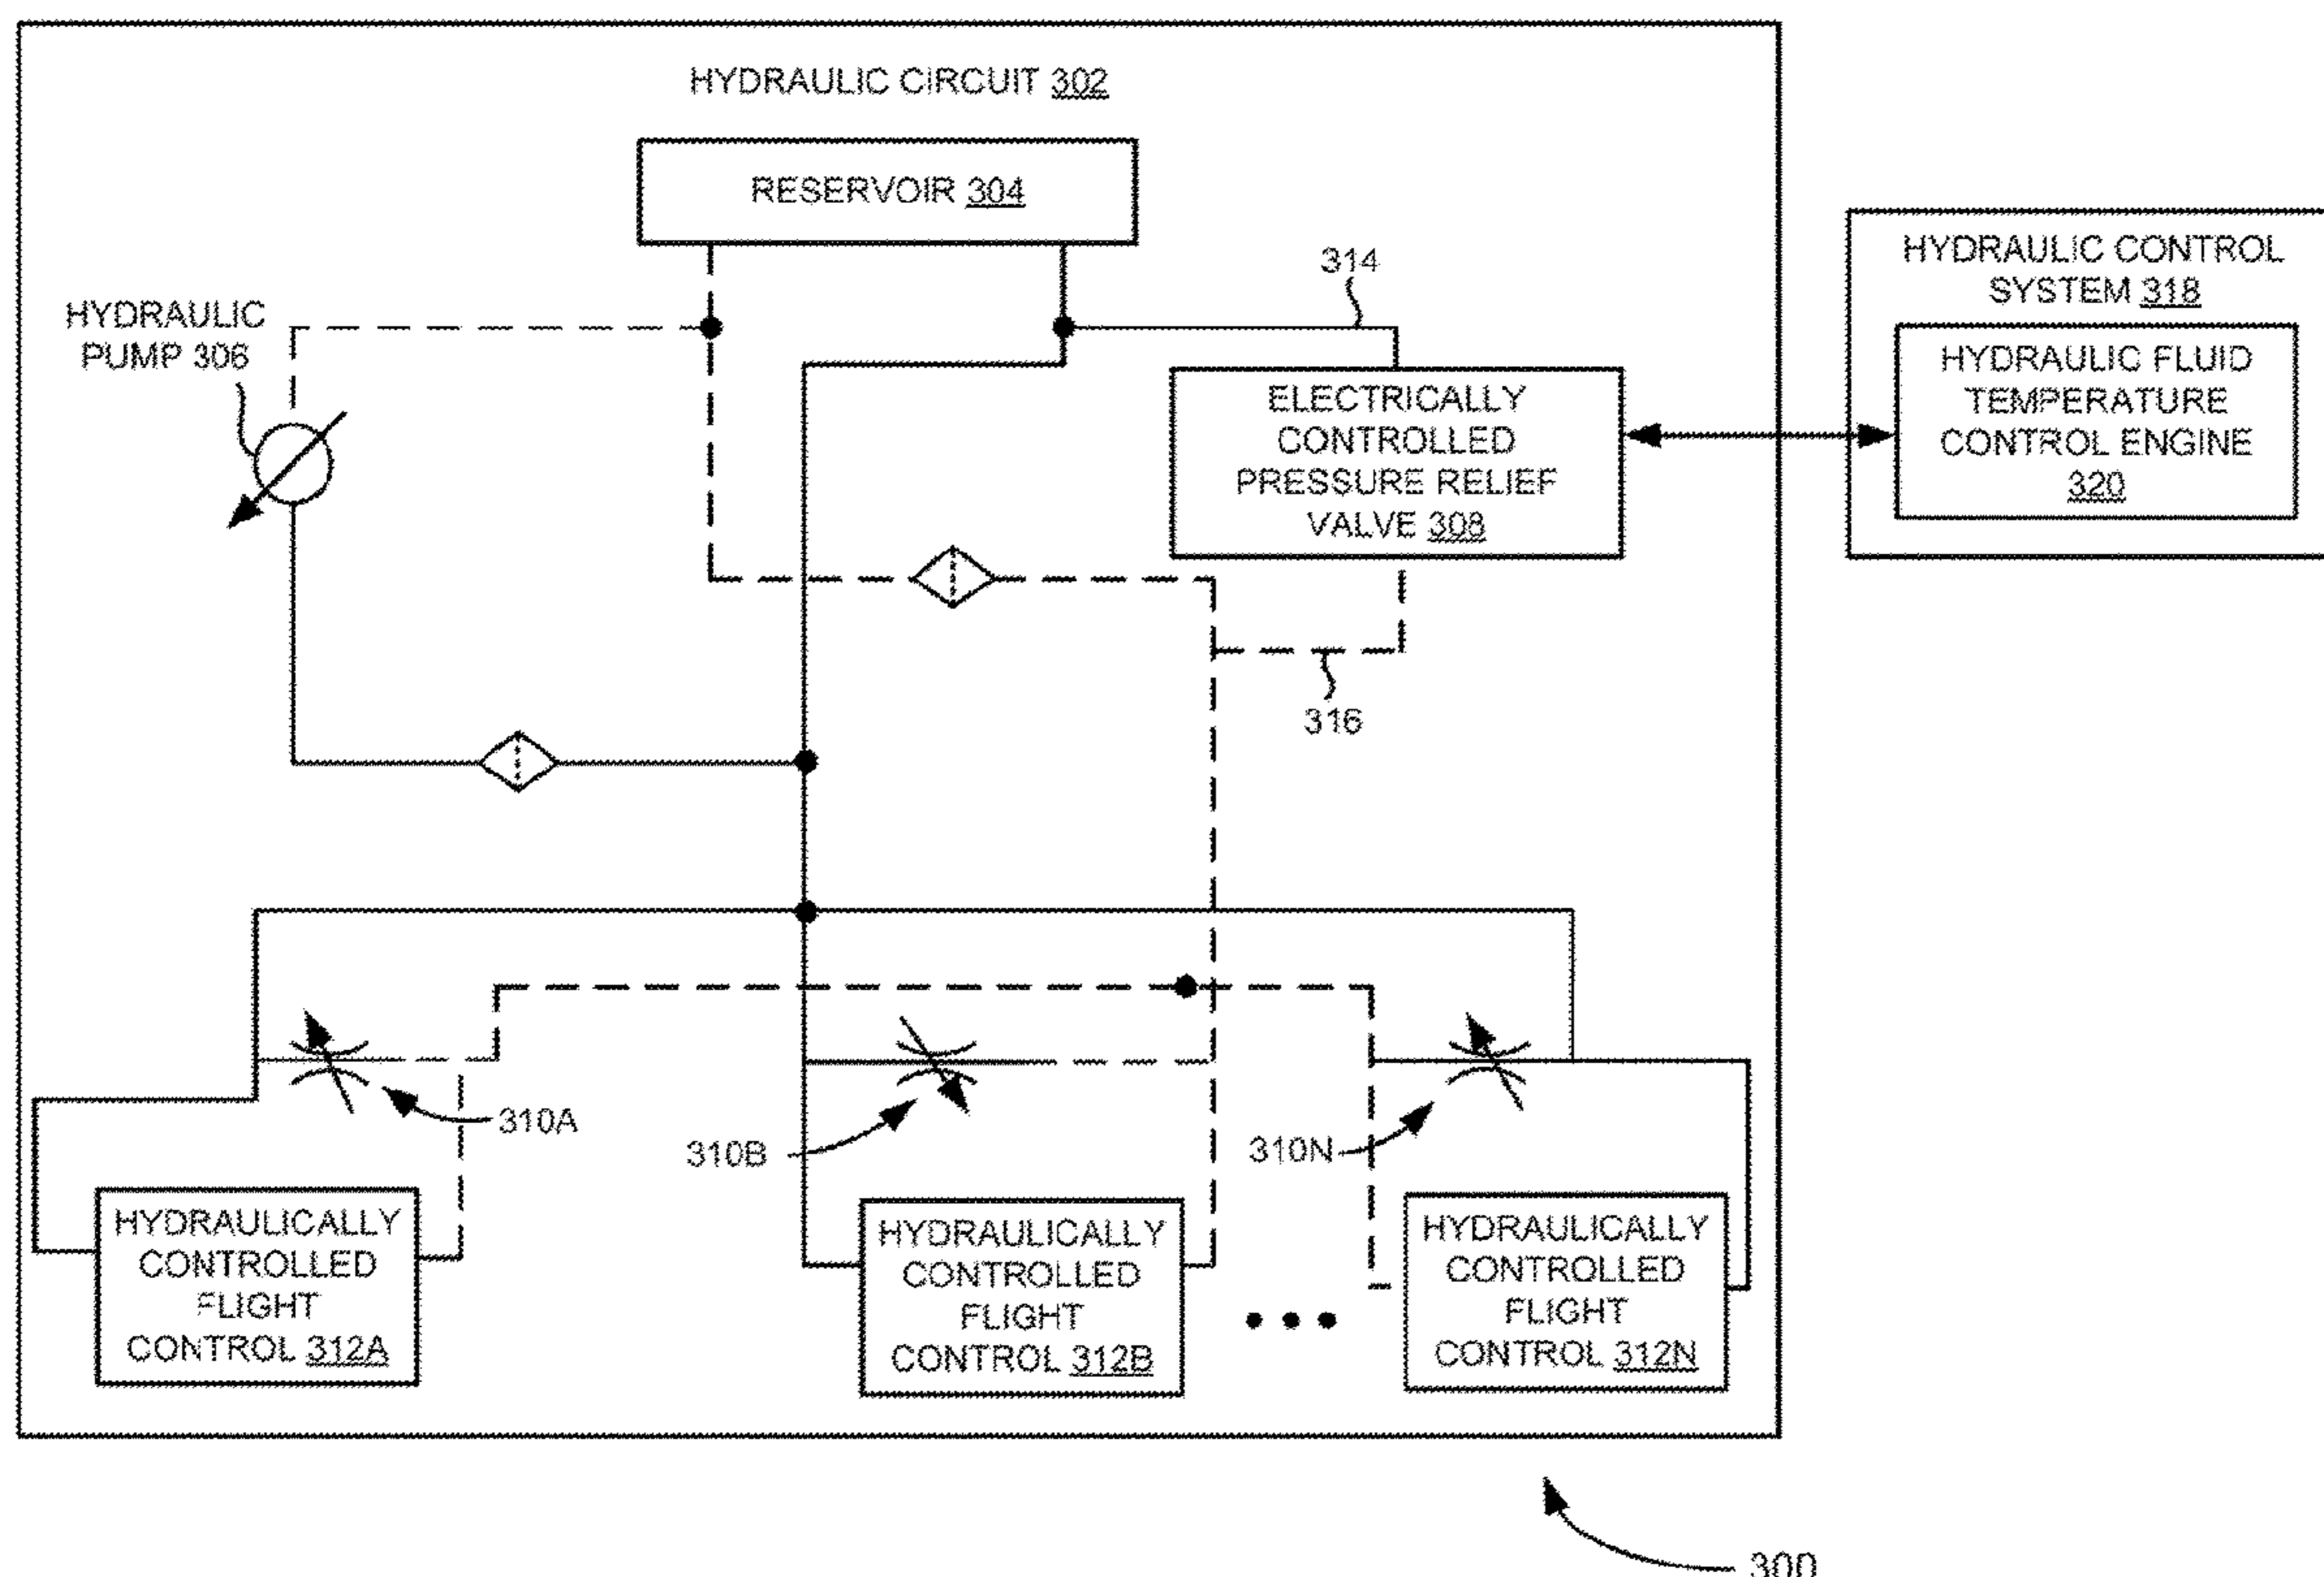 HYDRAULIC CIRCUIT 302
RESERVOIR 304
314
HYDRAULIC
PUMP 306
HYDRAULIC CONTROL
SYSTEM 318
HYDRAULIC FLUID
TEMPERATURE
CONTROL ENGINE
320
ELECTRICALLY
CONTROLLED
PRESSURE RELIEF
VALVE 308
316
310A
310B
310N
HYDRAULICALLY
CONTROLLED
FLIGHT
CONTROL 312A
HYDRAULICALLY
CONTROLLED
FLIGHT
CONTROL 312B
HYDRAULICALLY
CONTROLLED
FLIGHT
CONTROL 312N
300